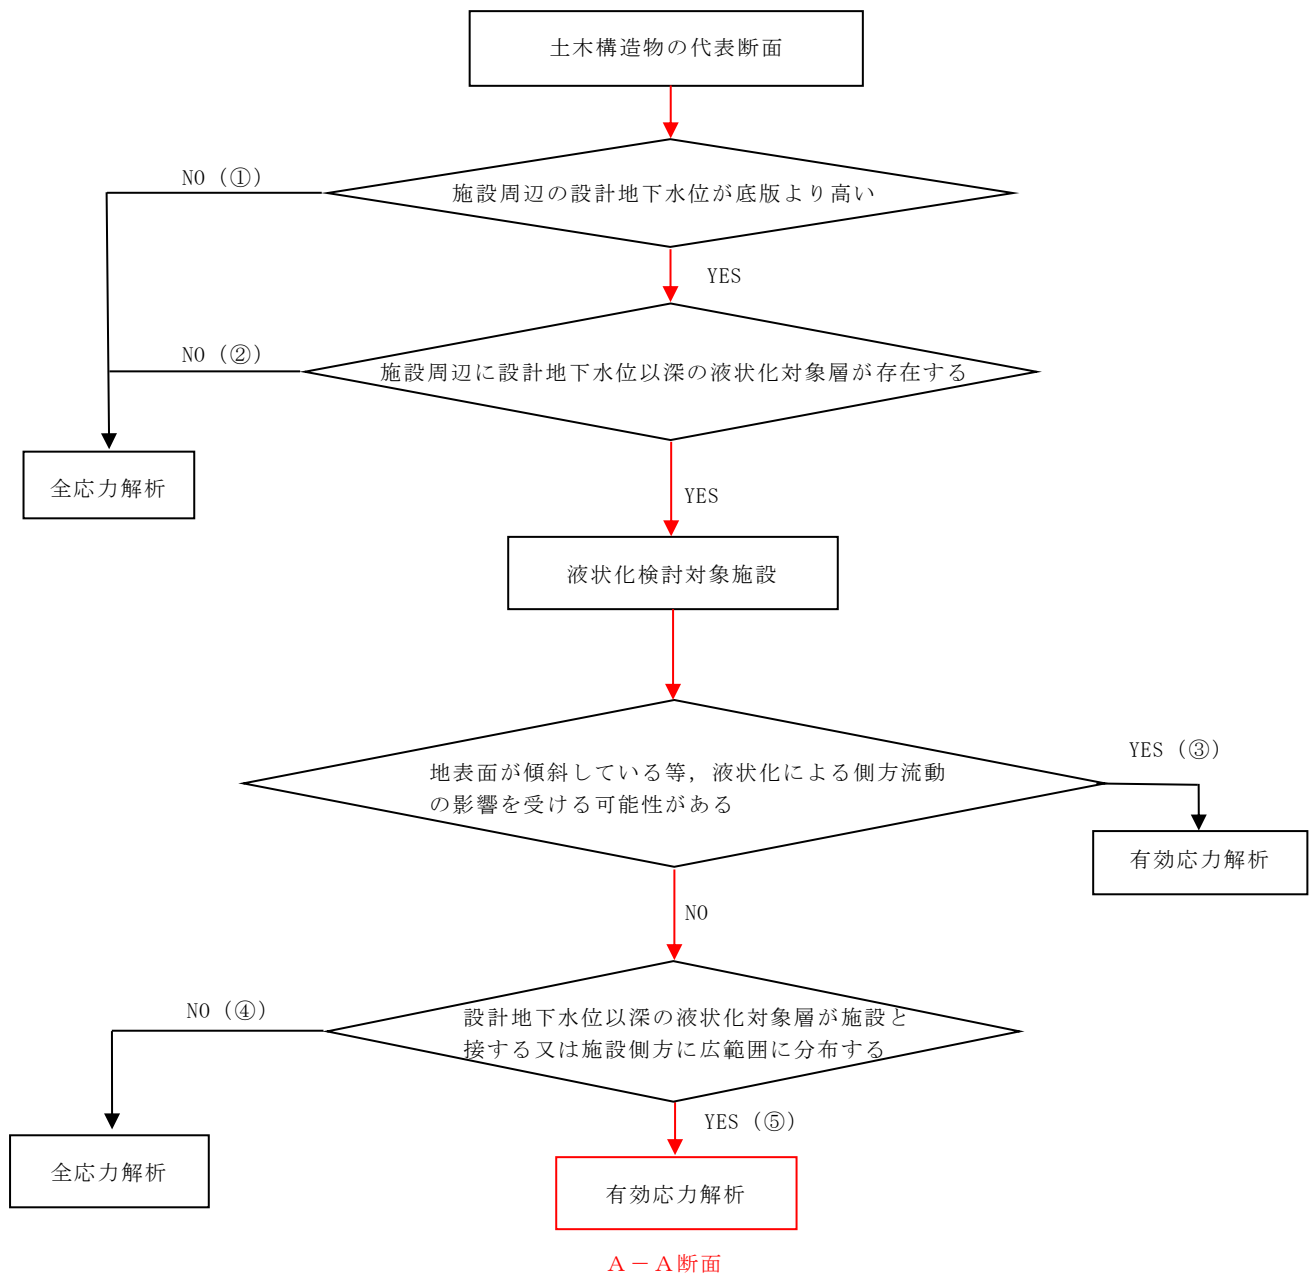 土木構造物の代表断面
NO（①）
施設周辺の設計地下水位が底版より高い
YES
NO（②）
施設周辺に設計地下水位以深の液状化対象層が存在する
全応力解析
YES
液状化検討対象施設
地表面が傾斜している等，液状化による側方流動
の影響を受ける可能性がある
YES（③）
有効応力解析
NO
NO（④）
設計地下水位以深の液状化対象層が施設と
接する又は施設側方に広範囲に分布する
YES（⑤）
全応力解析
有効応力解析
Ａ－Ａ断面